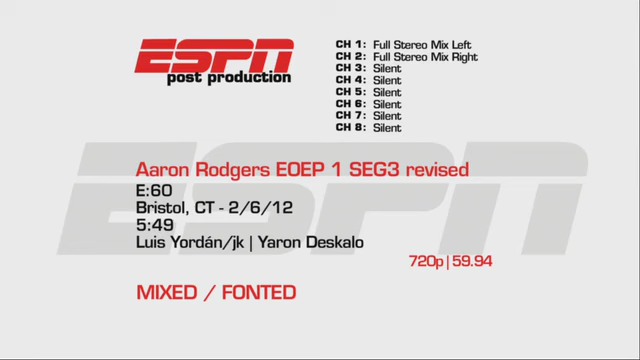 ESPN
post production
CH 1: Full Stereo Mix Left
CH 2: Full Stereo Mix Right
CH 3: Silent
CH 4: Silent
CH 5: Silent
CH 6: Silent
CH 7: Silent
CH 8: Silent
ESPN
Aaron Rodgers EOEP 1 SEG3 revised
E:60
Bristol, CT - 2/6/12
5:49
Luis Yordán/jk | Yaron Deskalo
720p | 59.94
MIXED / FONTED